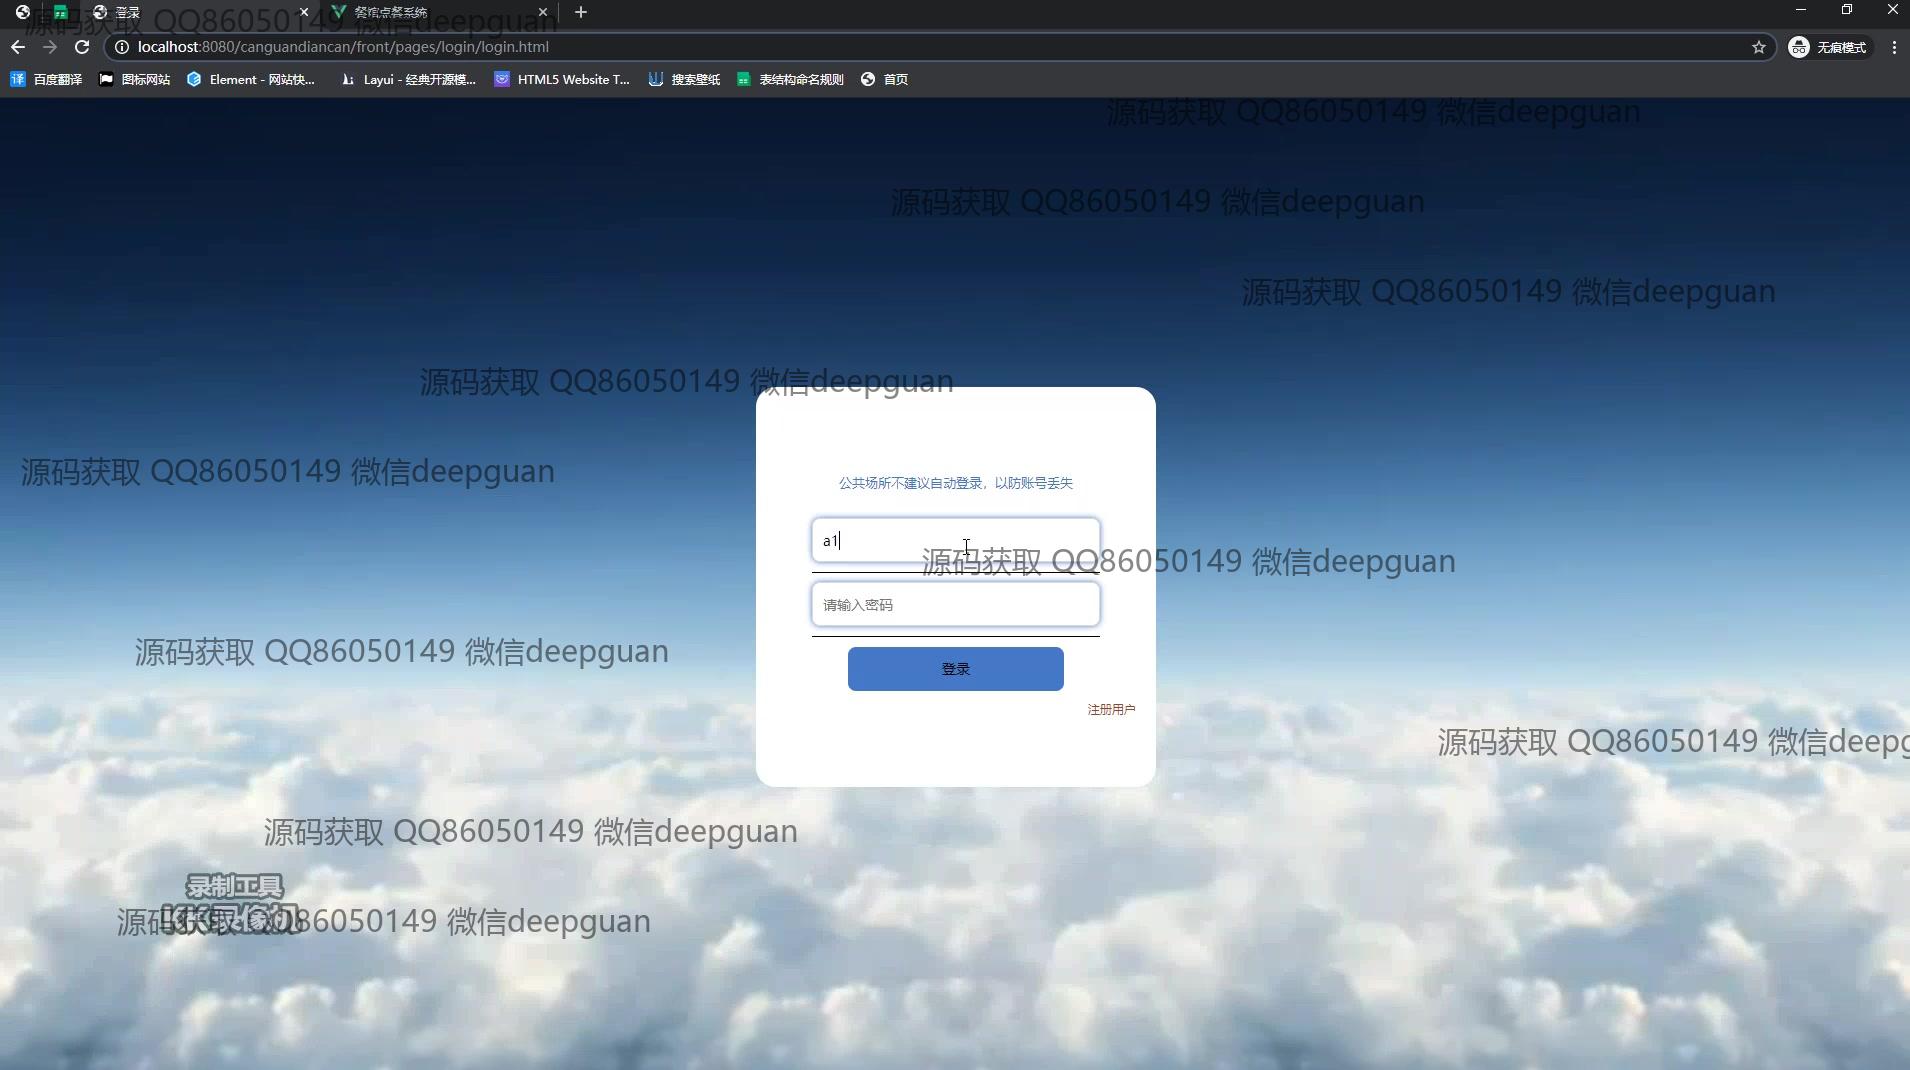 登录
餐馆点餐系统
源码获取 QQ86050149 微信deepguan
localhost:8080/canguandiancan/front/pages/login/login.html
无痕模式
百度翻译
图标网站
Element - 网站快...
Layui - 经典开源模...
HTML5 Website T...
搜索壁纸
表结构命名规则
首页
源码获取 QQ86050149 微信deepguan
源码获取 QQ86050149 微信deepguan
源码获取 QQ86050149 微信deepguan
源码获取 QQ86050149 微信deepguan
源码获取 QQ86050149 微信deepguan
公共场所不建议自动登录，以防账号丢失
a1
源码获取 QQ86050149 微信deepguan
请输入密码
源码获取 QQ86050149 微信deepguan
登录
注册用户
源码获取 QQ86050149 微信deepg
源码获取 QQ86050149 微信deepguan
录制工具
源码获取 QQ86050149 微信deepguan